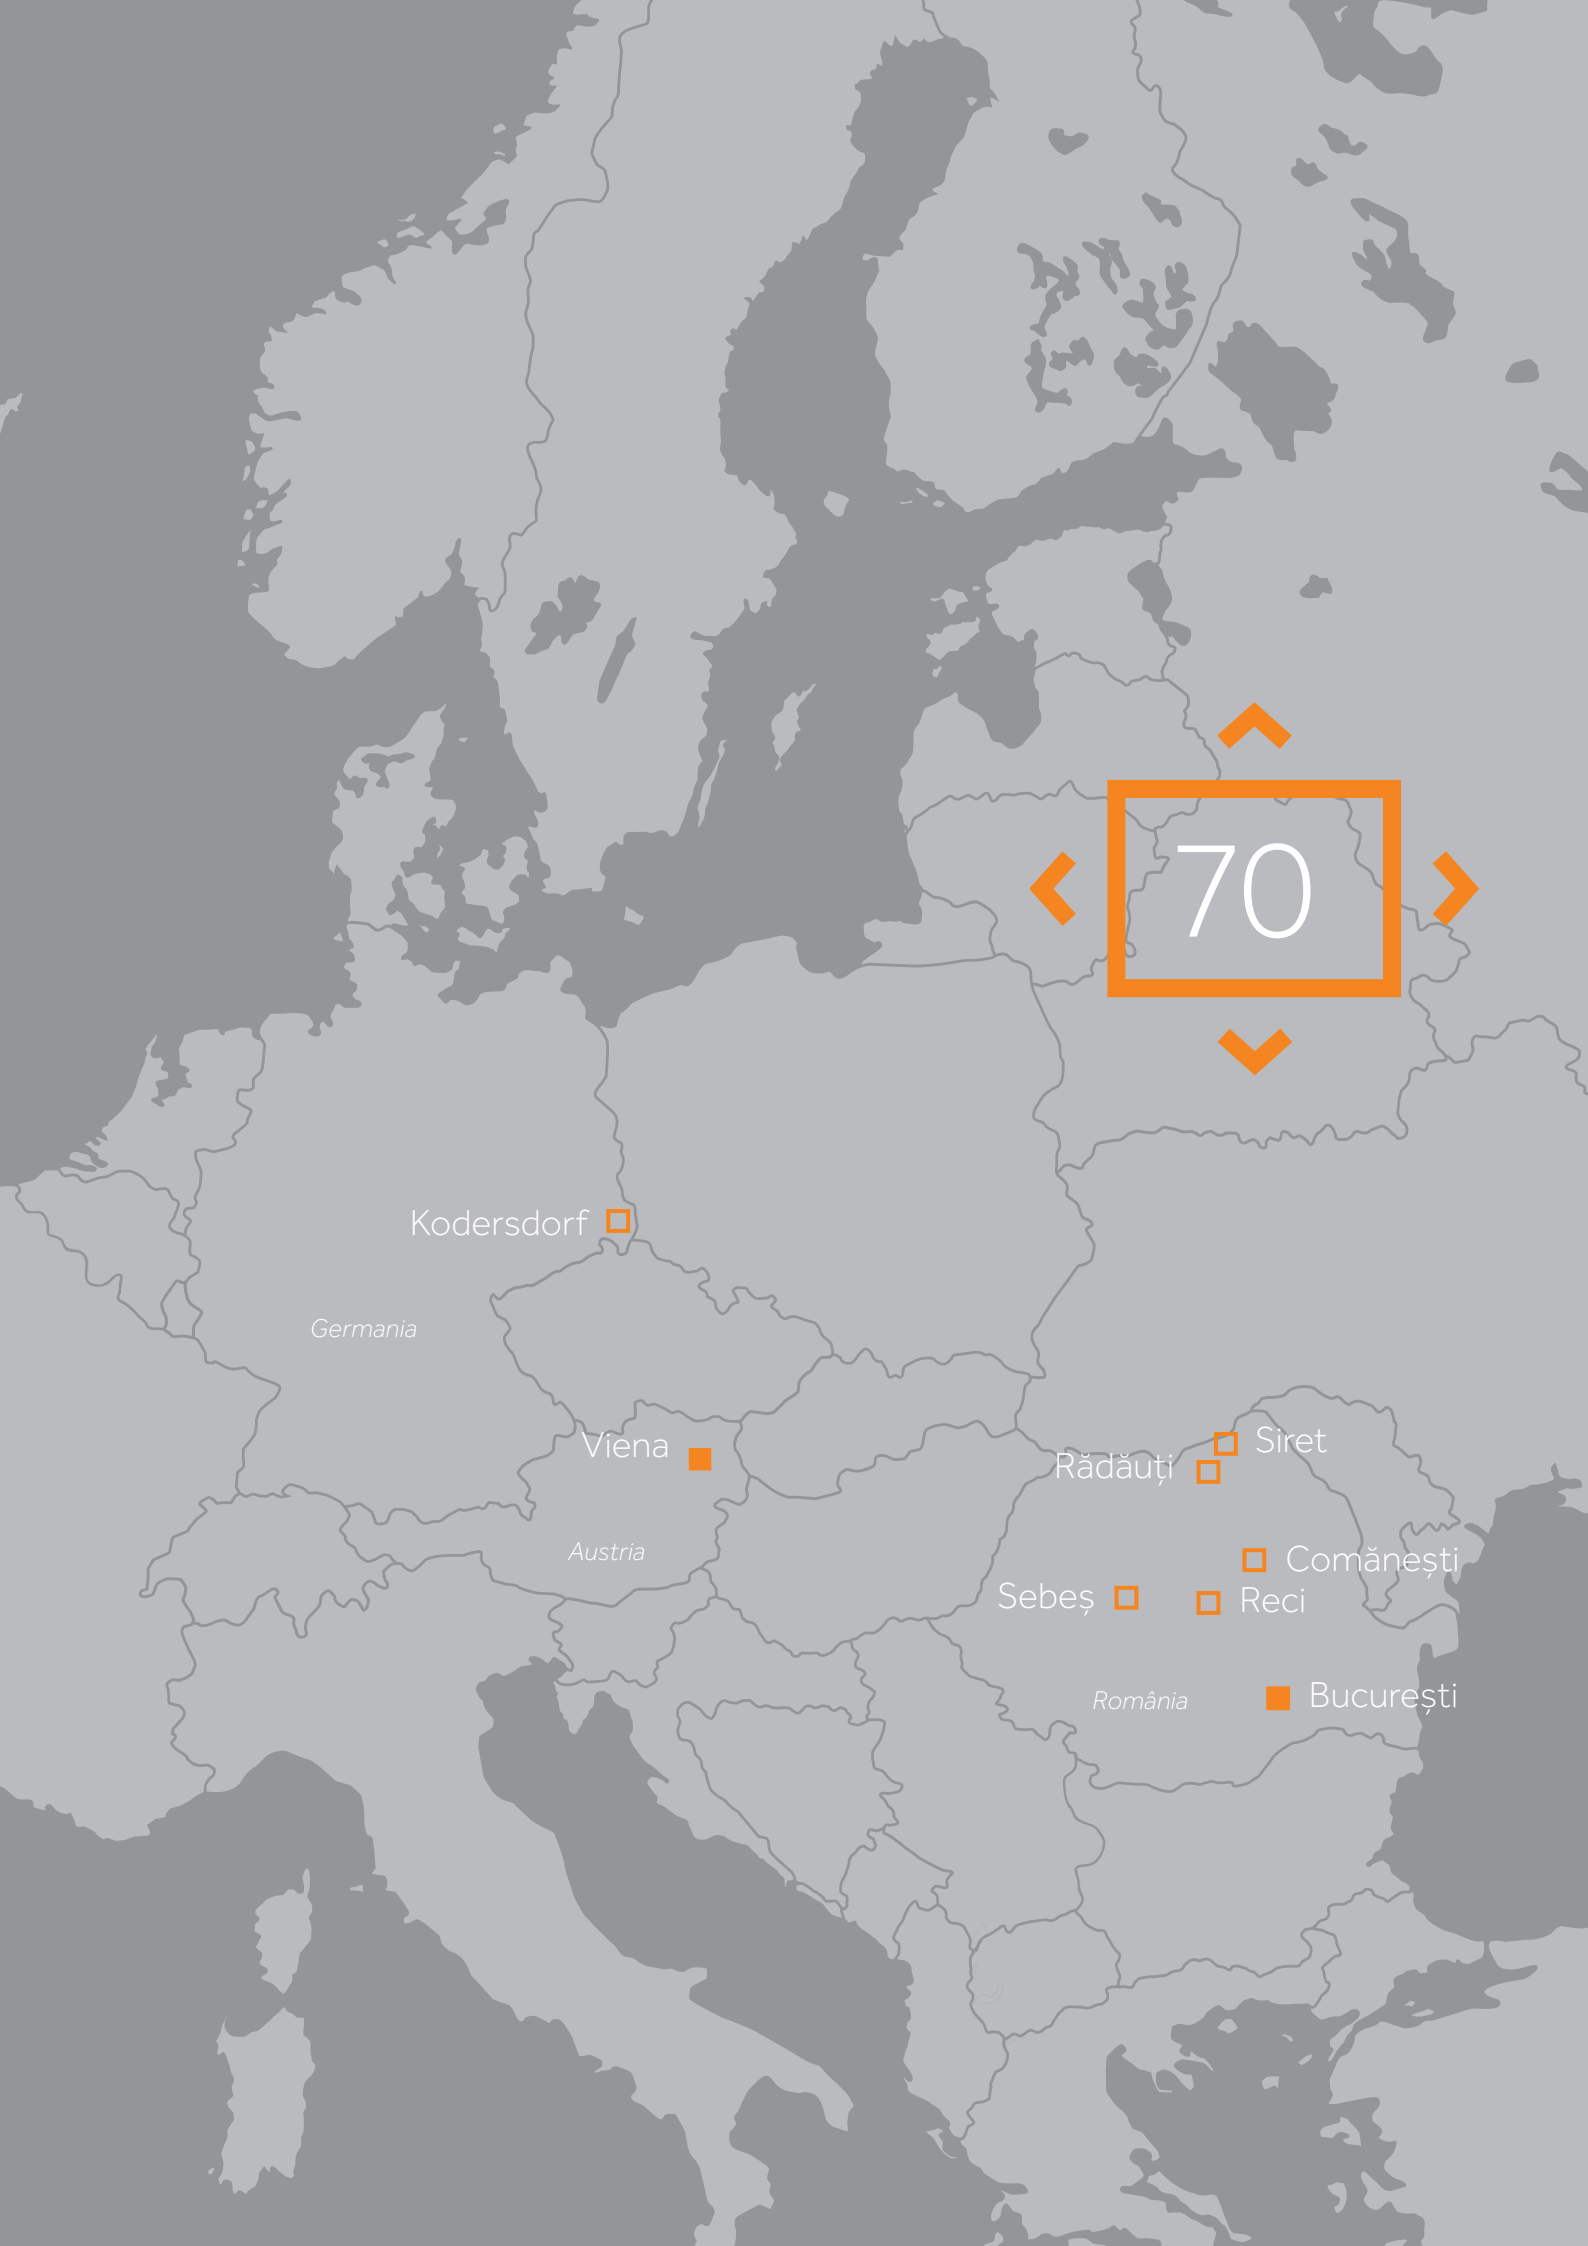 70
Kodersdorf
Germania
Viena
Siret
Rădăuți
Austria
Comănești
Sebeș
Reci
România
București